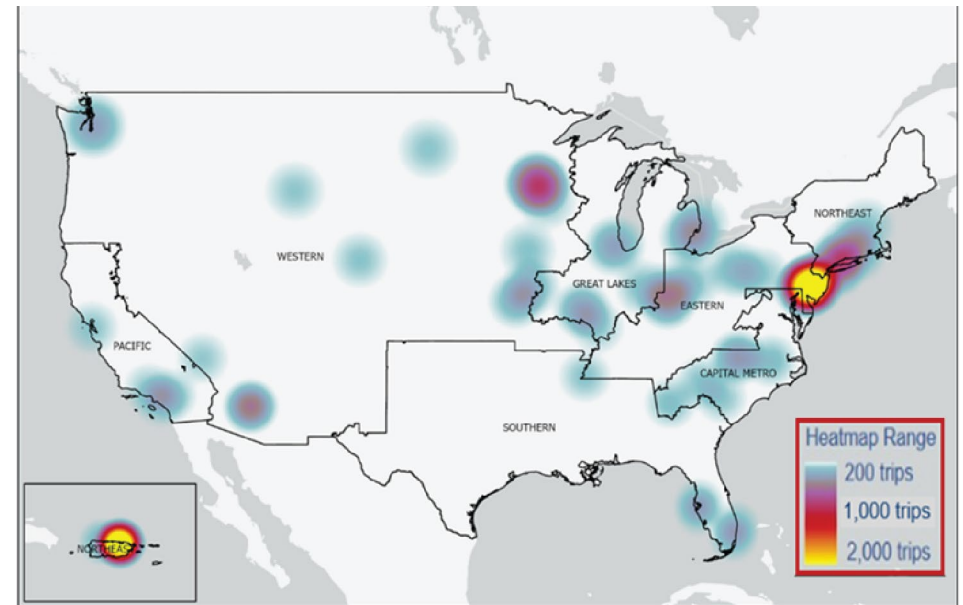 NORTHEAST
WESTERN
GREAT LAKES
EASTERN
PACIFIC
CAPITAL METRO
SOUTHERN
Heatmap Range
200 trips
1,000 trips
2,000 trips
NORTHEAST